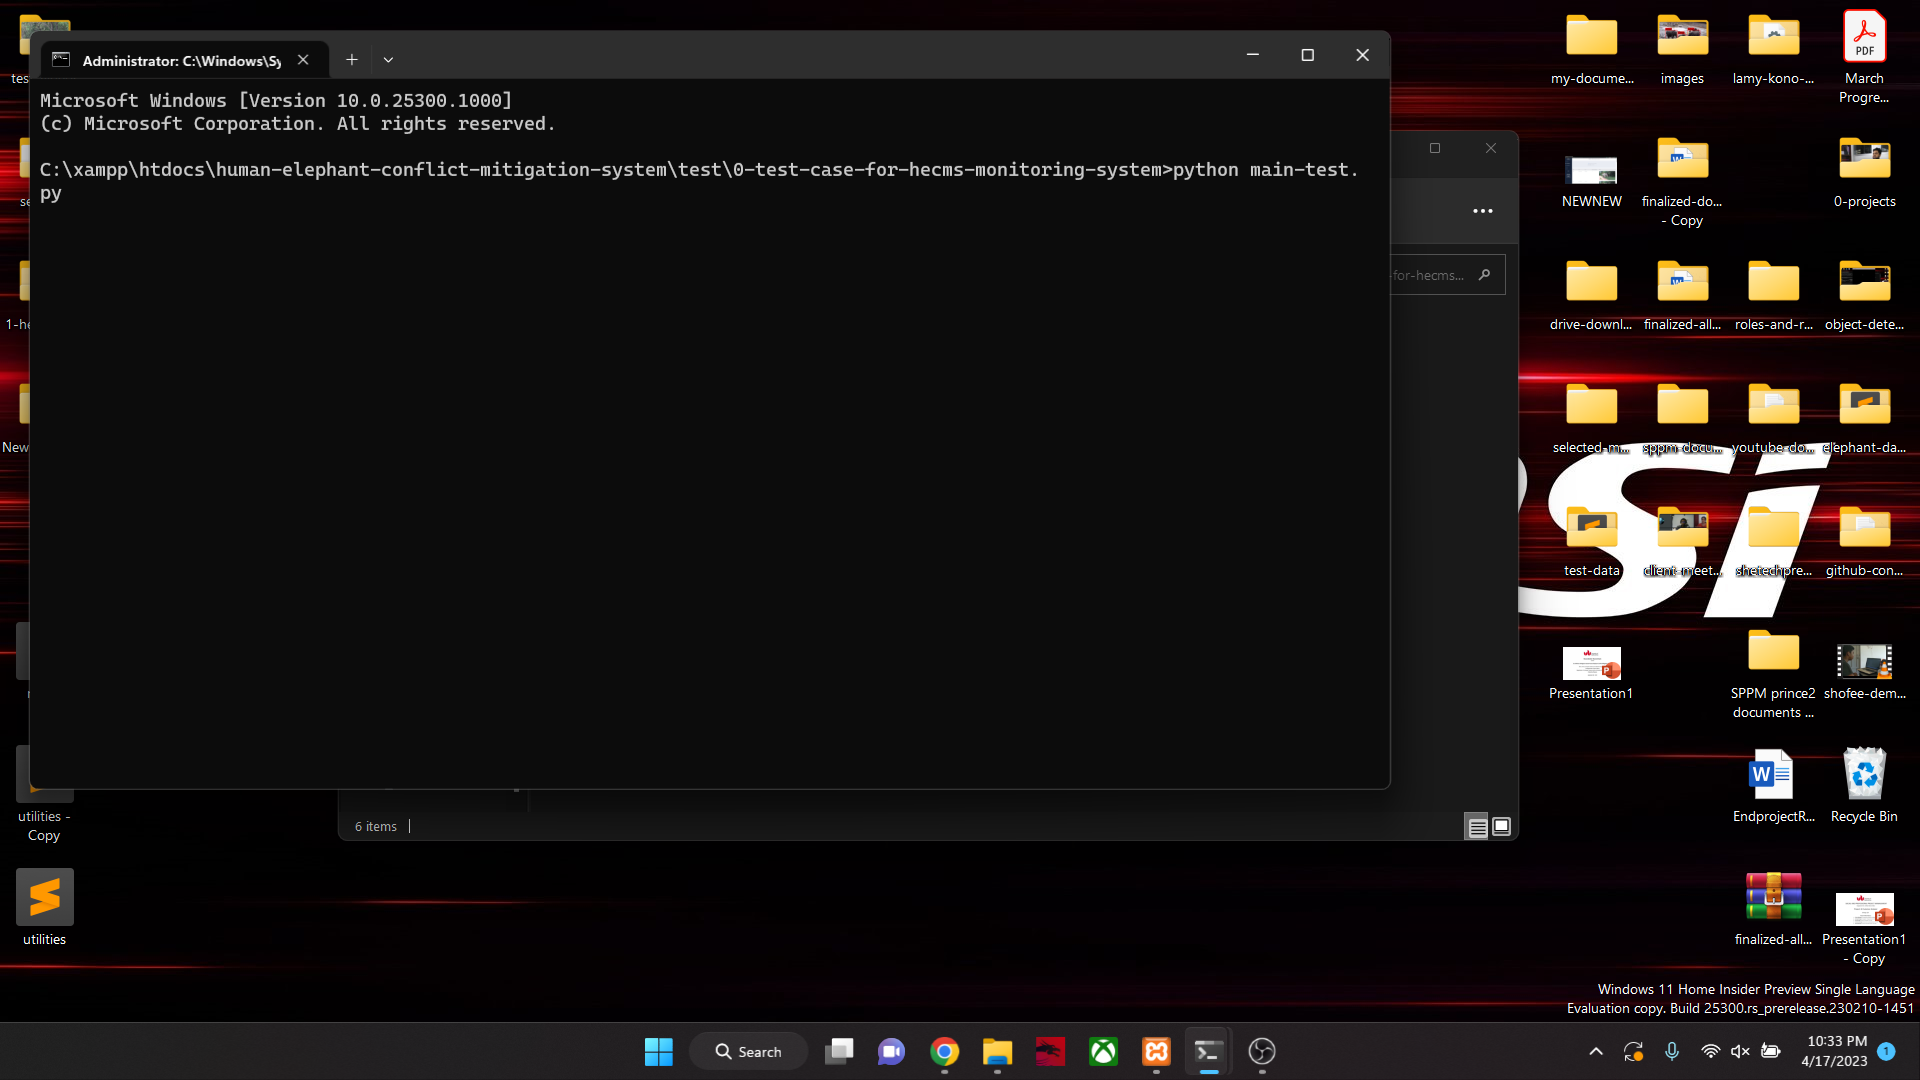 Administrator: C:\Windows\Sy
Microsoft Windows [Version 10.0.25300.1000]
(c) Microsoft Corporation. All rights reserved.
C:\xampp\htdocs\human-elephant-conflict-mitigation-system\test\0-test-case-for-hecms-monitoring-system>python main-test.
py
-for-hecms...
6 items
tes
se
1-he
New
utilities -
Copy
utilities
my-docume...
images
lamy-kono-...
PDF
March
Progre...
NEWNEW
finalized-do...
- Copy
0-projects
drive-downl...
finalized-all...
roles-and-r...
object-dete...
selected-m...
sppm-docu...
youtube-do...
elephant-da...
test-data
client-meet...
shetechpre...
github-con...
Presentation1
SPPM prince2
documents ...
shofee-dem...
EndprojectR...
Recycle Bin
finalized-all...
Presentation1
- Copy
Windows 11 Home Insider Preview Single Language
Evaluation copy. Build 25300.rs_prerelease.230210-1451
Search
10:33 PM
4/17/2023
1